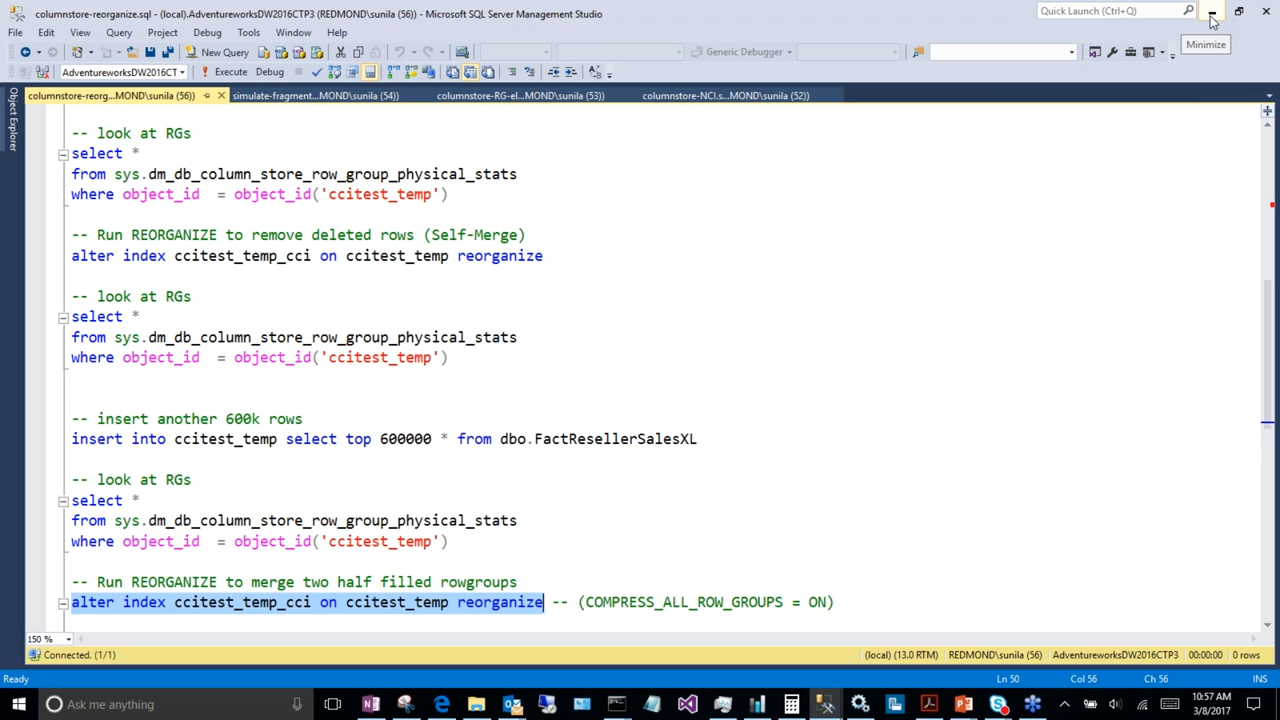 columnstore-reorganize.sql - (local).AdventureworksDW2016CTP3 (REDMOND\sunila (56)) - Microsoft SQL Server Management Studio
Quick Launch (Ctrl+Q)
File Edit View Query Project Debug Tools Window Help
Minimize
New Query
Generic Debugger
AdventureworksDW2016CT
Execute Debug
columnstore-reorg...MOND\sunila (56))
simulate-fragment...MOND\sunila (54))
columnstore-RG-el...MOND\sunila (53))
columnstore-NCI.s...MOND\sunila (52))
Object Explorer
-- look at RGs
select *
from sys.dm_db_column_store_row_group_physical_stats
where object_id = object_id('ccitest_temp')
-- Run REORGANIZE to remove deleted rows (Self-Merge)
alter index ccitest_temp_cci on ccitest_temp reorganize
-- look at RGs
select *
from sys.dm_db_column_store_row_group_physical_stats
where object_id = object_id('ccitest_temp')
-- insert another 600k rows
insert into ccitest_temp select top 600000 * from dbo.FactResellerSalesXL
-- look at RGs
select *
from sys.dm_db_column_store_row_group_physical_stats
where object_id = object_id('ccitest_temp')
-- Run REORGANIZE to merge two half filled rowgroups
alter index ccitest_temp_cci on ccitest_temp reorganize -- (COMPRESS_ALL_ROW_GROUPS = ON)
150 %
Connected. (1/1)
(local) (13.0 RTM) REDMOND\sunila (56) AdventureworksDW2016CTP3 00:00:00 0 rows
Ready
Ln 50 Col 56 Ch 56 INS
Ask me anything
10:57 AM
3/8/2017